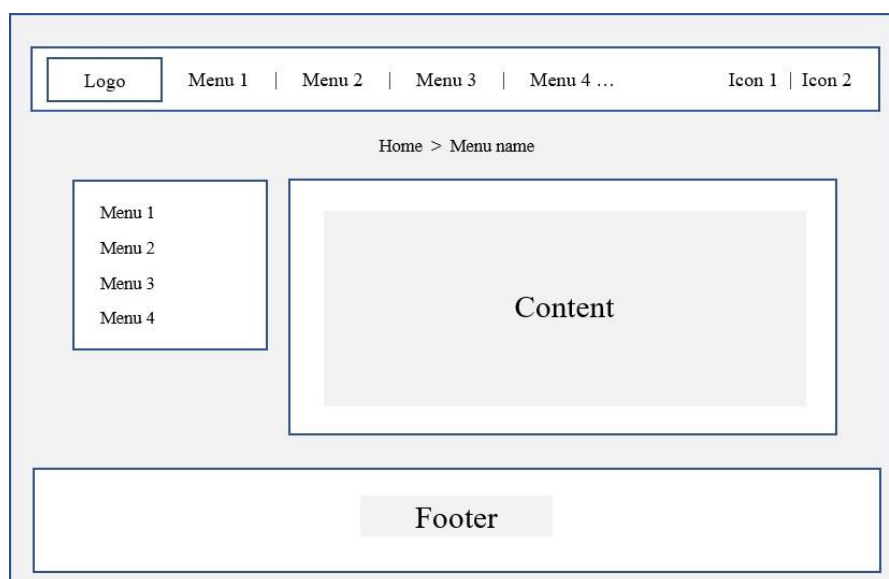 Logo Menu 1 | Menu 2 | Menu 3 | Menu 4 … Icon 1 | Icon 2
Home > Menu name
Menu 1
Menu 2
Menu 3
Menu 4
Content
Footer